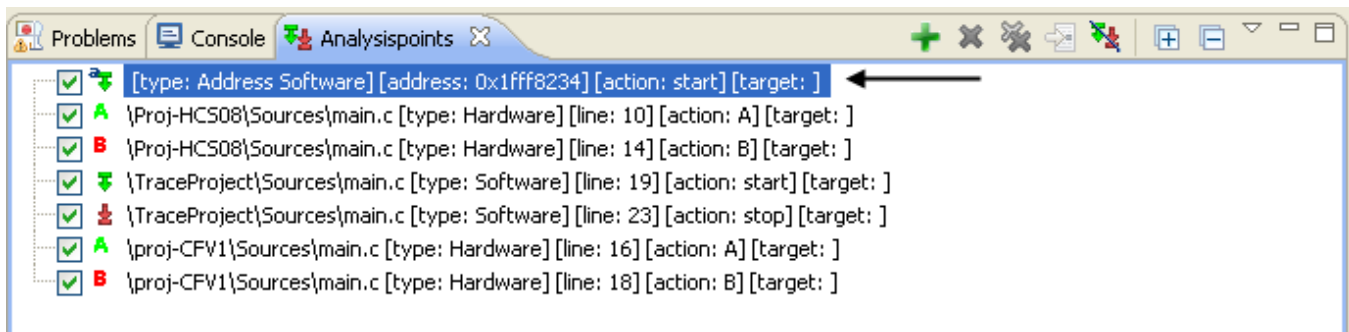 Problems Console Analysispoints
[type: Address Software] [address: 0x1fff8234] [action: start] [target: ]
A \Proj-HCS08\Sources\main.c [type: Hardware] [line: 10] [action: A] [target: ]
B \Proj-HCS08\Sources\main.c [type: Hardware] [line: 14] [action: B] [target: ]
\TraceProject\Sources\main.c [type: Software] [line: 19] [action: start] [target: ]
\TraceProject\Sources\main.c [type: Software] [line: 23] [action: stop] [target: ]
A \proj-CFV1\Sources\main.c [type: Hardware] [line: 16] [action: A] [target: ]
B \proj-CFV1\Sources\main.c [type: Hardware] [line: 18] [action: B] [target: ]